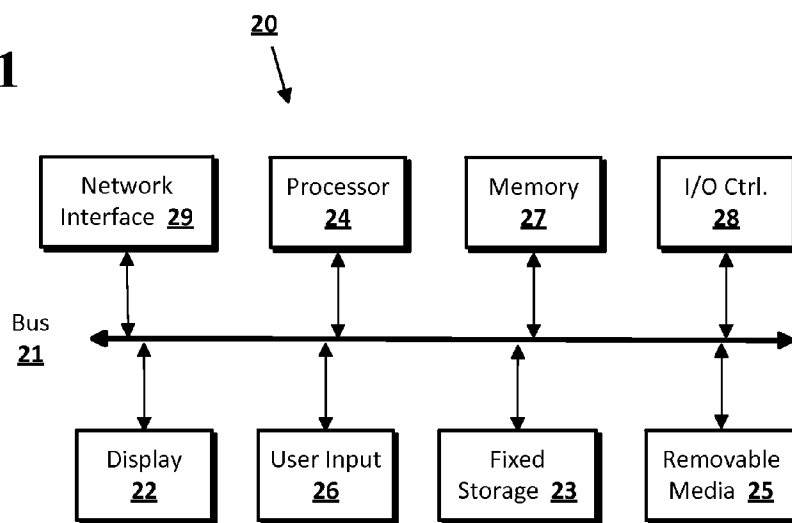 20
1
Network
Interface 29
Processor
24
Memory
27
I/O Ctrl.
28
Bus
21
Display
22
User Input
26
Fixed
Storage 23
Removable
Media 25